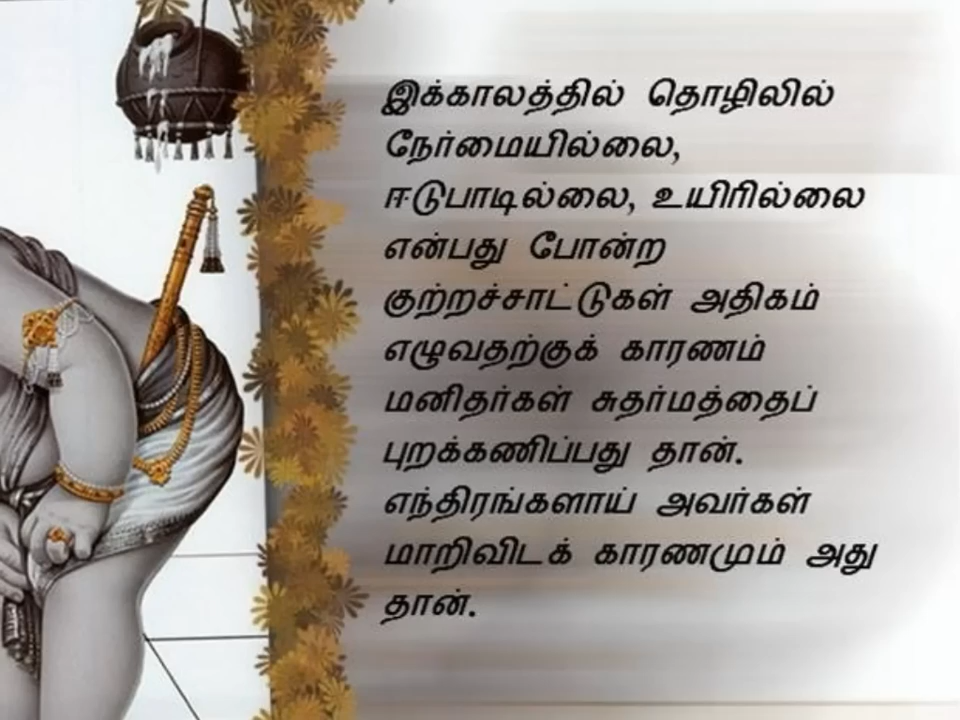 இக்காலத்தில் தொழிலில்
நேர்மையில்லை,
ஈடுபாடில்லை, உயிரில்லை
என்பது போன்ற
குற்றச்சாட்டுகள் அதிகம்
எழுவதற்குக் காரணம்
மனிதர்கள் சுதர்மத்தைப்
புறக்கணிப்பது தான்.
எந்திரங்களாய் அவர்கள்
மாறிவிடக் காரணமும் அது
தான்.